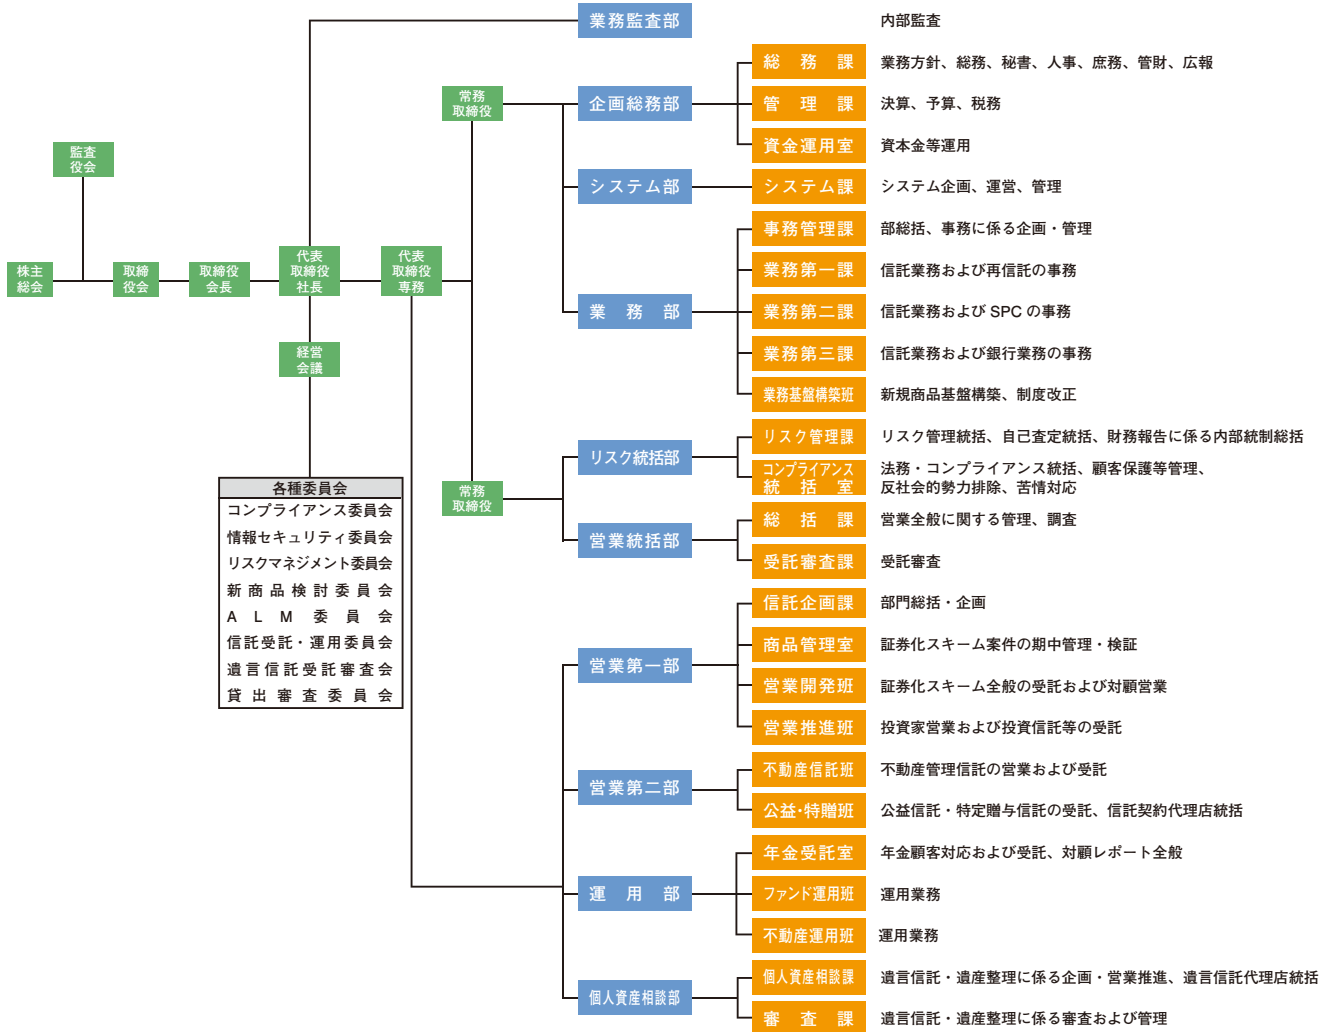 監査
役会
株主
総会
取締
役会
取締役
会長
代表
取締役
社長
代表
取締役
専務
経営
会議
各種委員会
コンプライアンス委員会
情報セキュリティ委員会
リスクマネジメント委員会
新商品検討委員会
ALM委員会
信託受託・運用委員会
遺言信託受託審査会
貸出審査委員会
常務
取締役
常務
取締役
業務監査部 内部監査
企画総務部
総務課 業務方針、総務、秘書、人事、庶務、管財、広報
管理課 決算、予算、税務
資金運用室 資本金等運用
システム部 システム課 システム企画、運営、管理
業務部
事務管理課 部総括、事務に係る企画・管理
業務第一課 信託業務および再信託の事務
業務第二課 信託業務および SPC の事務
業務第三課 信託業務および銀行業務の事務
業務基盤構築班 新規商品基盤構築、制度改正
リスク統括部
リスク管理課 リスク管理統括、自己査定統括、財務報告に係る内部統制総括
コンプライアンス
統括室
法務・コンプライアンス統括、顧客保護等管理、
反社会的勢力排除、苦情対応
営業統括部
総括課 営業全般に関する管理、調査
受託審査課 受託審査
営業第一部
信託企画課 部門総括・企画
商品管理室 証券化スキーム案件の期中管理・検証
営業開発班 証券化スキーム全般の受託および対顧営業
営業推進班 投資家営業および投資信託等の受託
営業第二部
不動産信託班 不動産管理信託の営業および受託
公益・特贈班 公益信託・特定贈与信託の受託、信託契約代理店統括
運用部
年金受託室 年金顧客対応および受託、対顧レポート全般
ファンド運用班 運用業務
不動産運用班 運用業務
個人資産相談部
個人資産相談課 遺言信託・遺産整理に係る企画・営業推進、遺言信託代理店統括
審査課 遺言信託・遺産整理に係る審査および管理